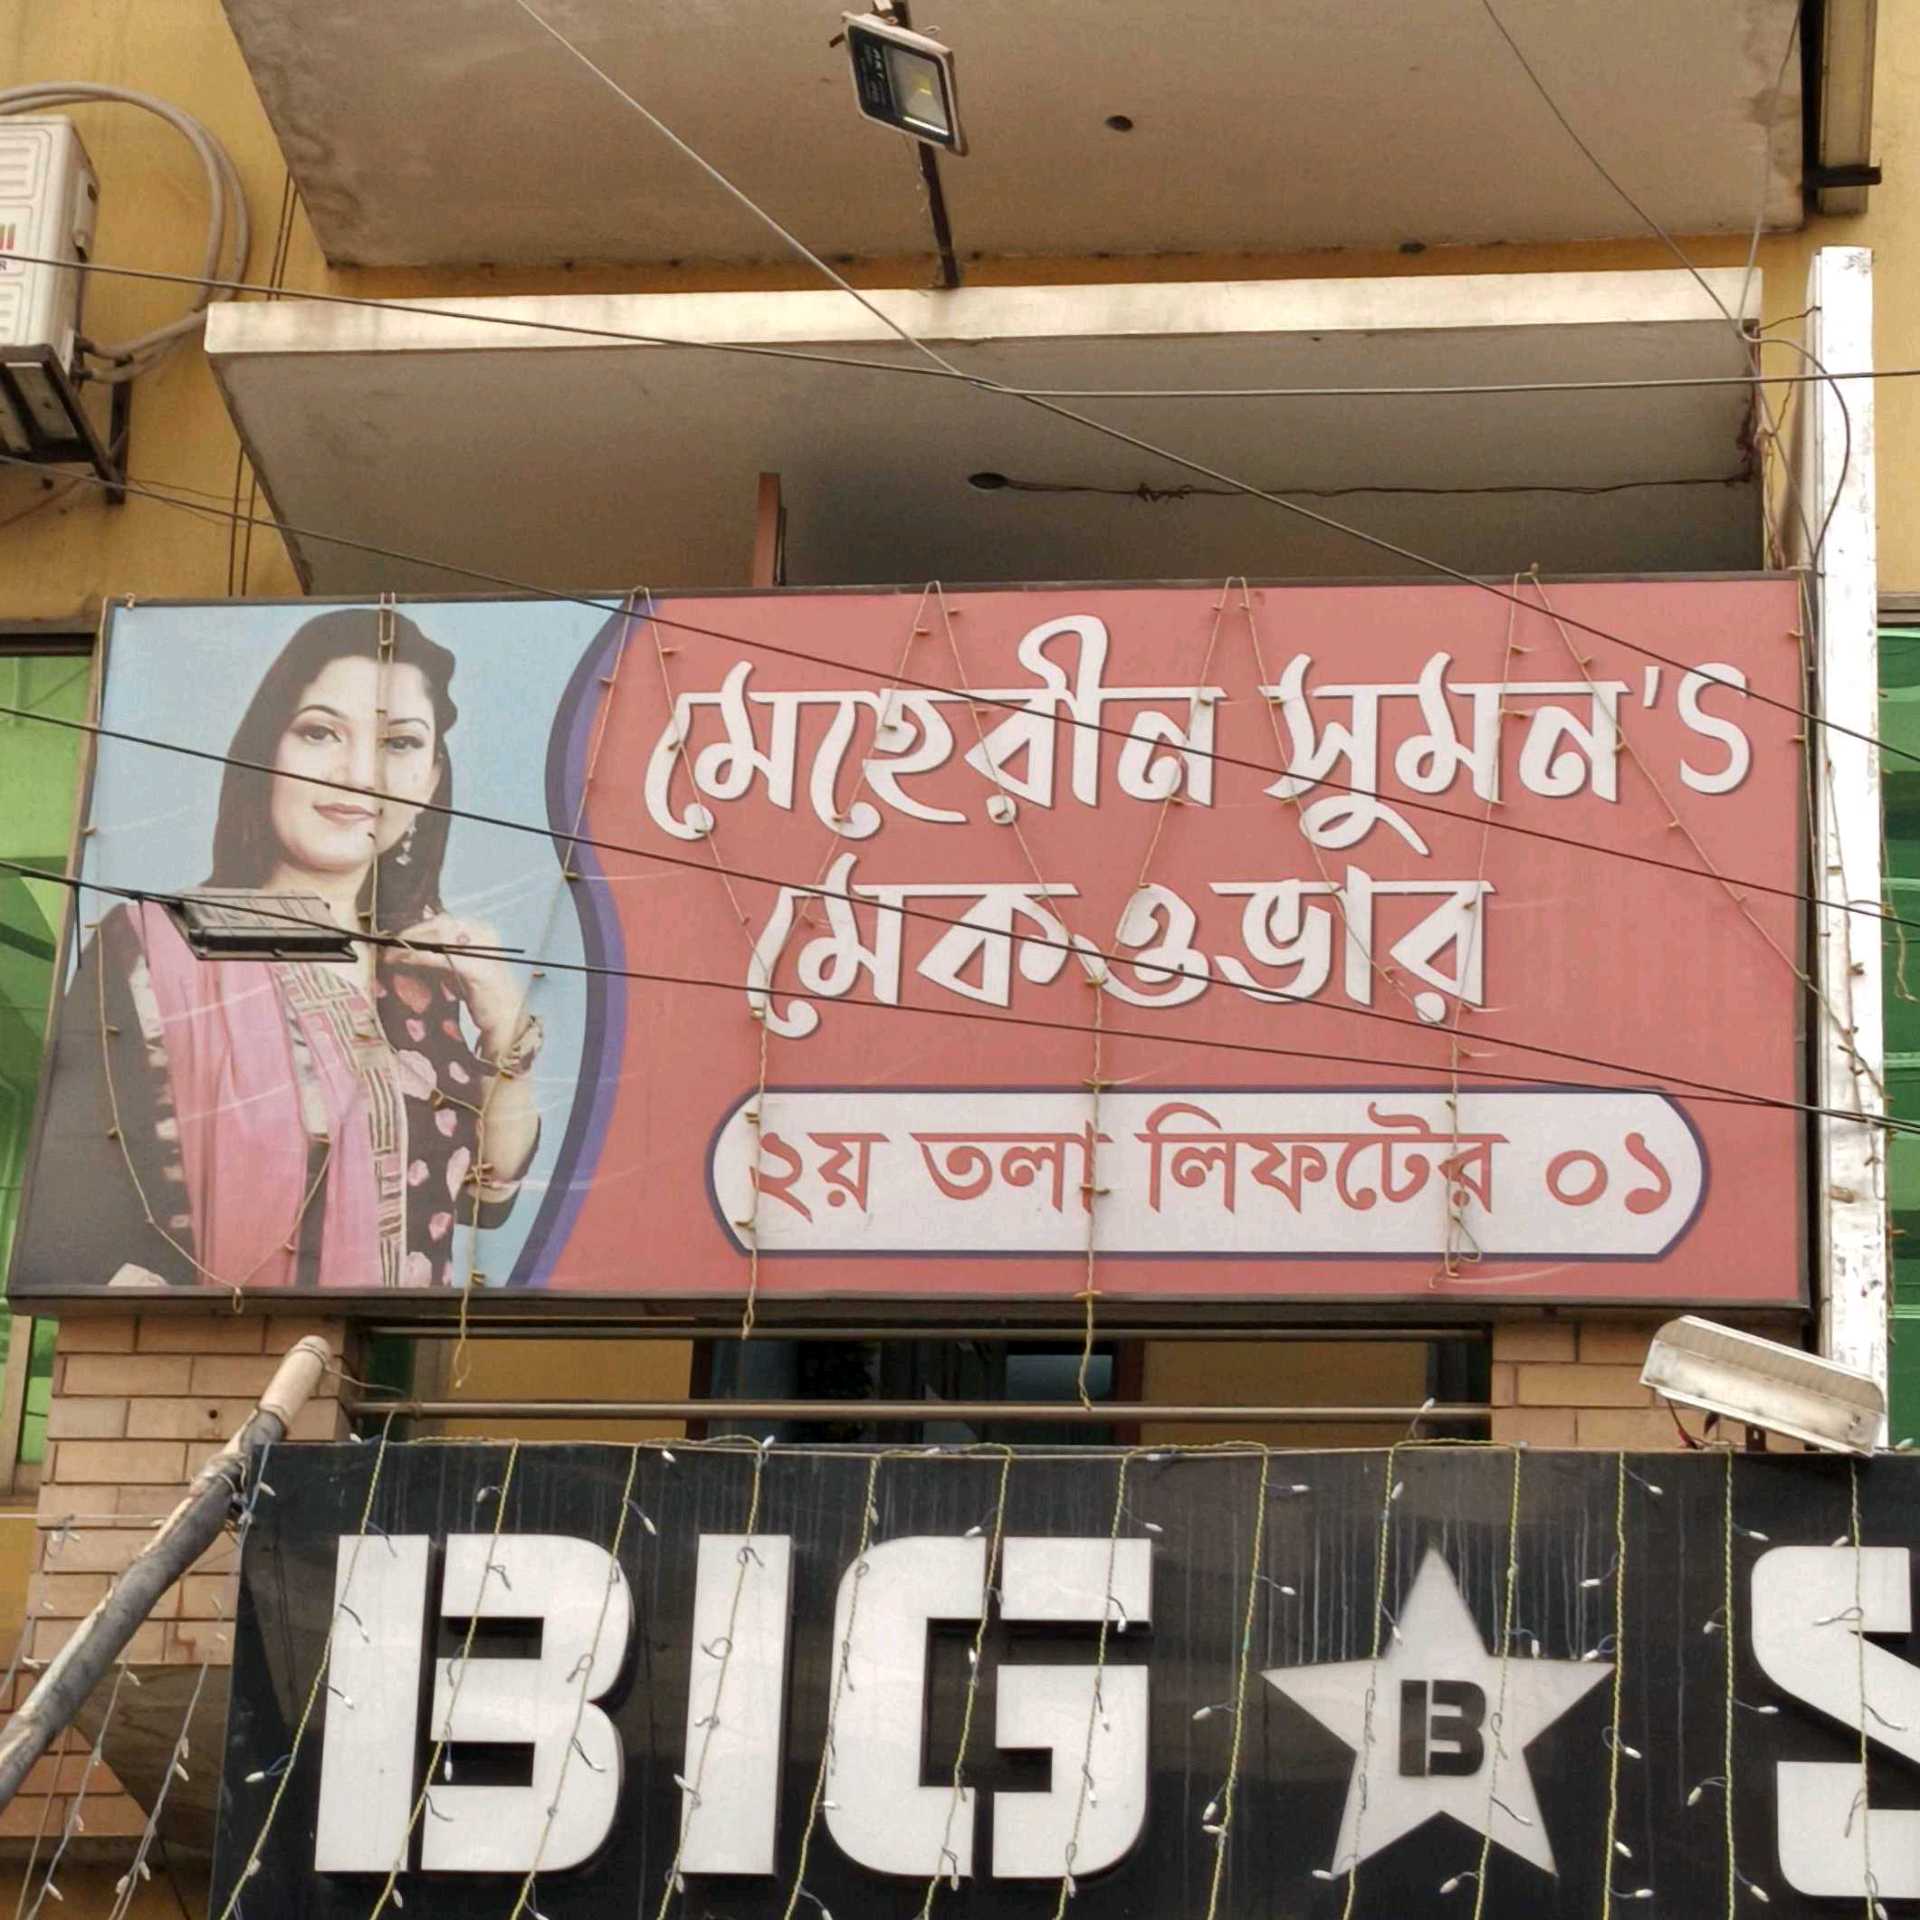 মেহেরীন সুমন'S
মেকওভার
২য় তলা লিফটের ০১
BIG B S